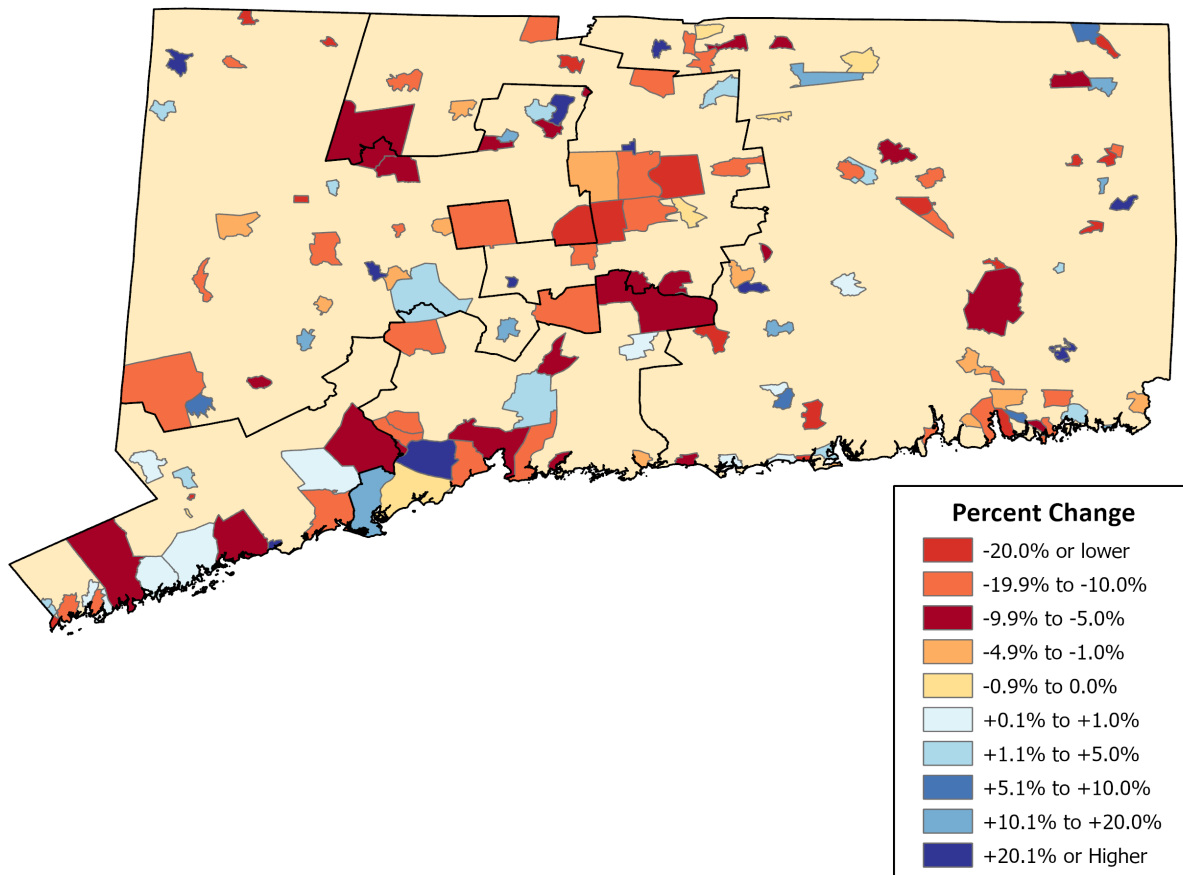 Percent Change
-20.0% or lower
-19.9% to -10.0%
-9.9% to -5.0%
-4.9% to -1.0%
-0.9% to 0.0%
+0.1% to +1.0%
+1.1% to +5.0%
+5.1% to +10.0%
+10.1% to +20.0%
+20.1% or Higher